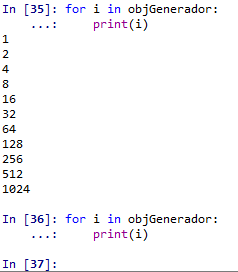 In [35]: for i in objGenerador:
    ...:     print(i)
1
2
4
8
16
32
64
128
256
512
1024
In [36]: for i in objGenerador:
    ...:     print(i)
In [37]: